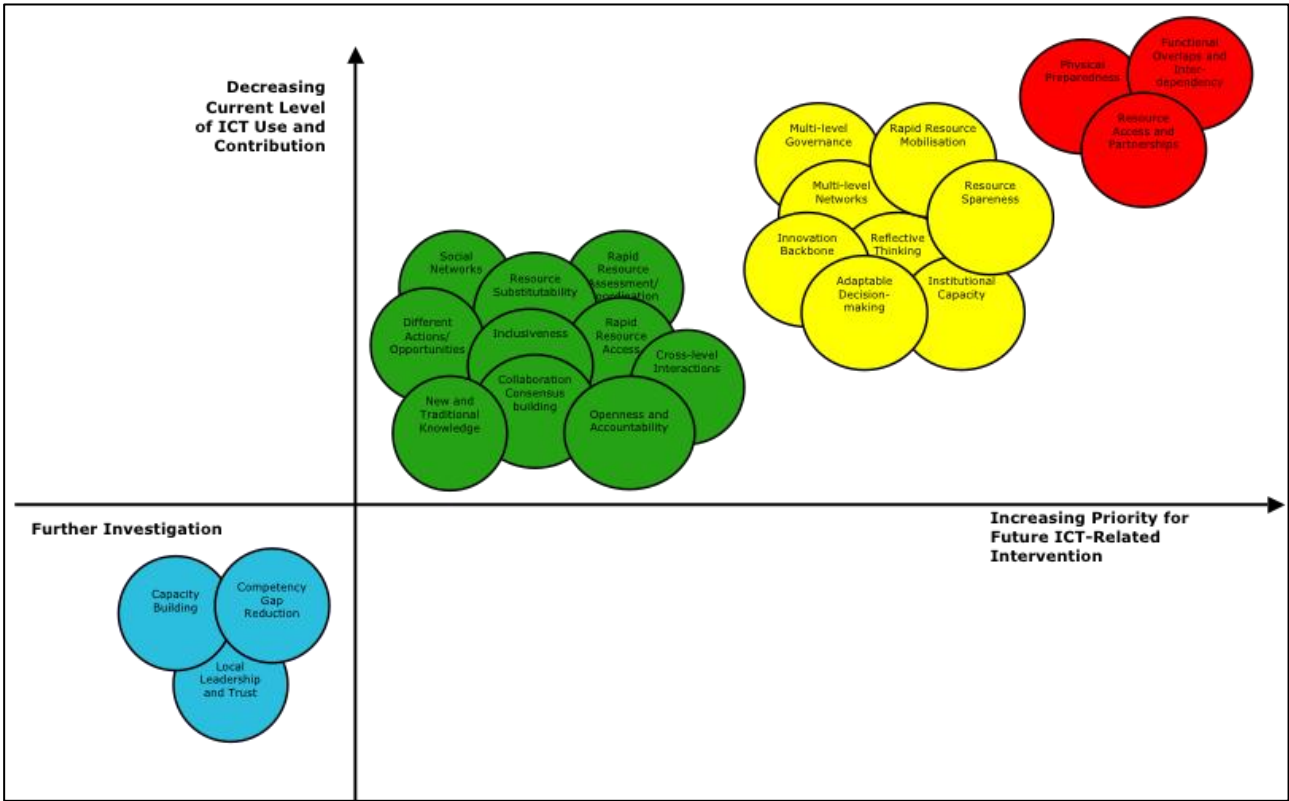 Decreasing
Current Level
of ICT Use and
Contribution
Physical
Preparedness
Functional
Overlaps and
Inter-
dependency
Resource
Access and
Partnerships
Multi-level
Governance
Rapid Resource
Mobilisation
Multi-level
Networks
Resource
Spareness
Innovation
Backbone
Reflective
Thinking
Adaptable
Decision-
making
Institutional
Capacity
Social
Networks
Resource
Substitutability
Rapid
Resource
Assessment/
Different
Actions/
Opportunities
Inclusiveness
Rapid
Resource
Access
Cross-level
Interactions
New and
Traditional
Knowledge
Collaboration
Consensus
building
Openness and
Accountability
Further Investigation
Increasing Priority for
Future ICT-Related
Intervention
Capacity
Building
Competency
Gap
Reduction
Local
Leadership
and Trust